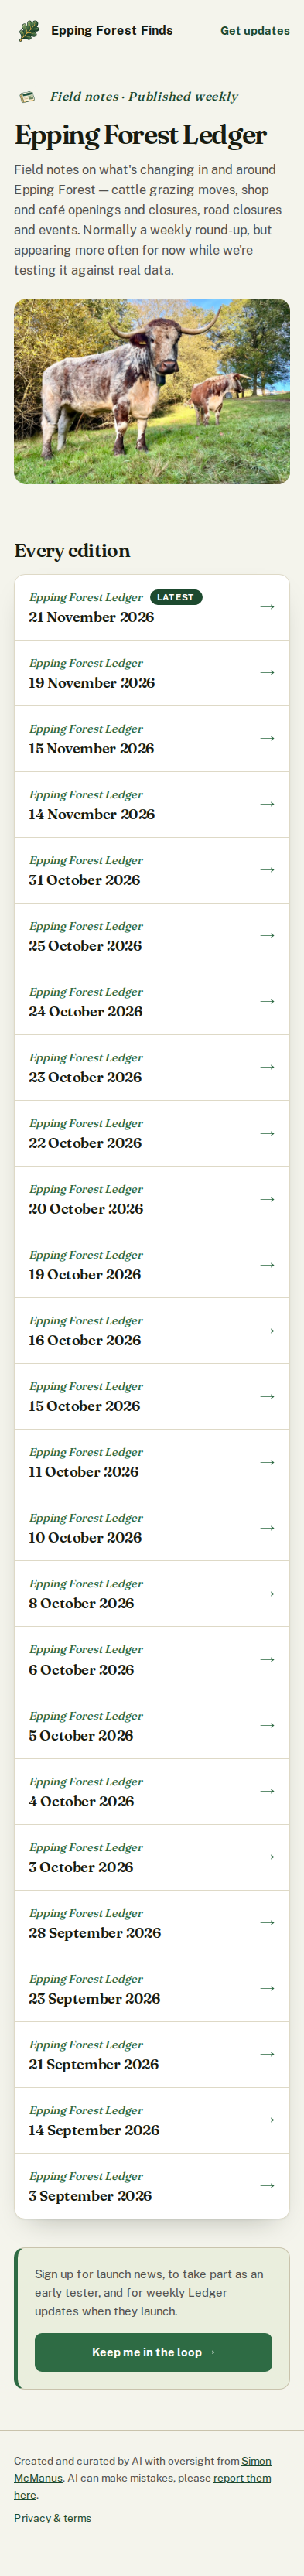 Epping Forest Finds
Get updates
Field notes · Published weekly
Epping Forest Ledger
Field notes on what's changing in and around
Epping Forest — cattle grazing moves, shop
and café openings and closures, road closures
and events. Normally a weekly round-up, but
appearing more often for now while we're
testing it against real data.
Every edition
Epping Forest Ledger LATEST
21 November 2026
→
Epping Forest Ledger
19 November 2026
→
Epping Forest Ledger
15 November 2026
→
Epping Forest Ledger
14 November 2026
→
Epping Forest Ledger
31 October 2026
→
Epping Forest Ledger
25 October 2026
→
Epping Forest Ledger
24 October 2026
→
Epping Forest Ledger
23 October 2026
→
Epping Forest Ledger
22 October 2026
→
Epping Forest Ledger
20 October 2026
→
Epping Forest Ledger
19 October 2026
→
Epping Forest Ledger
16 October 2026
→
Epping Forest Ledger
15 October 2026
→
Epping Forest Ledger
11 October 2026
→
Epping Forest Ledger
10 October 2026
→
Epping Forest Ledger
8 October 2026
→
Epping Forest Ledger
6 October 2026
→
Epping Forest Ledger
5 October 2026
→
Epping Forest Ledger
4 October 2026
→
Epping Forest Ledger
3 October 2026
→
Epping Forest Ledger
28 September 2026
→
Epping Forest Ledger
23 September 2026
→
Epping Forest Ledger
21 September 2026
→
Epping Forest Ledger
14 September 2026
→
Epping Forest Ledger
3 September 2026
→
Sign up for launch news, to take part as an
early tester, and for weekly Ledger
updates when they launch.
Keep me in the loop →
Created and curated by AI with oversight from Simon
McManus. AI can make mistakes, please report them
here.
Privacy & terms